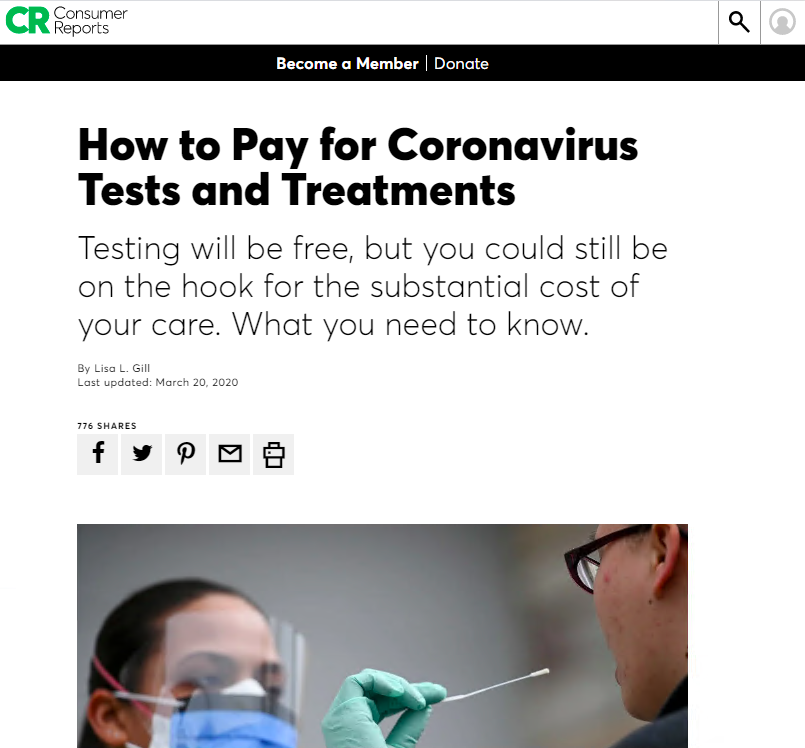 CR Consumer
Reports
Become a Member | Donate
How to Pay for Coronavirus
Tests and Treatments
Testing will be free, but you could still be
on the hook for the substantial cost of
your care. What you need to know.
By Lisa L. Gill
Last updated: March 20, 2020
776 SHARES